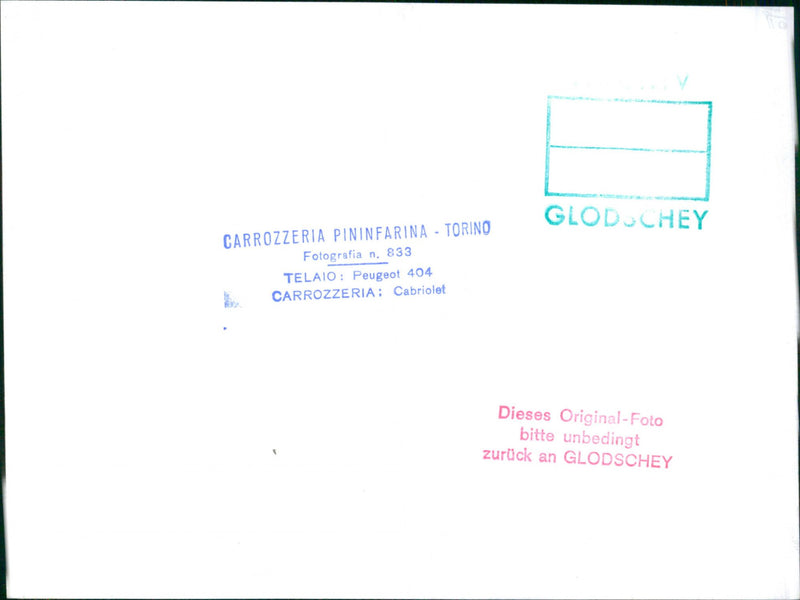 CARROZZERIA PININFARINA - TORINO
Fotografia n. 833
TELAIO: Peugeot 404
CARROZZERIA: Cabriolet
GLODSCHEY
Dieses Original-Foto
bitte unbedingt
zurück an GLODSCHEY